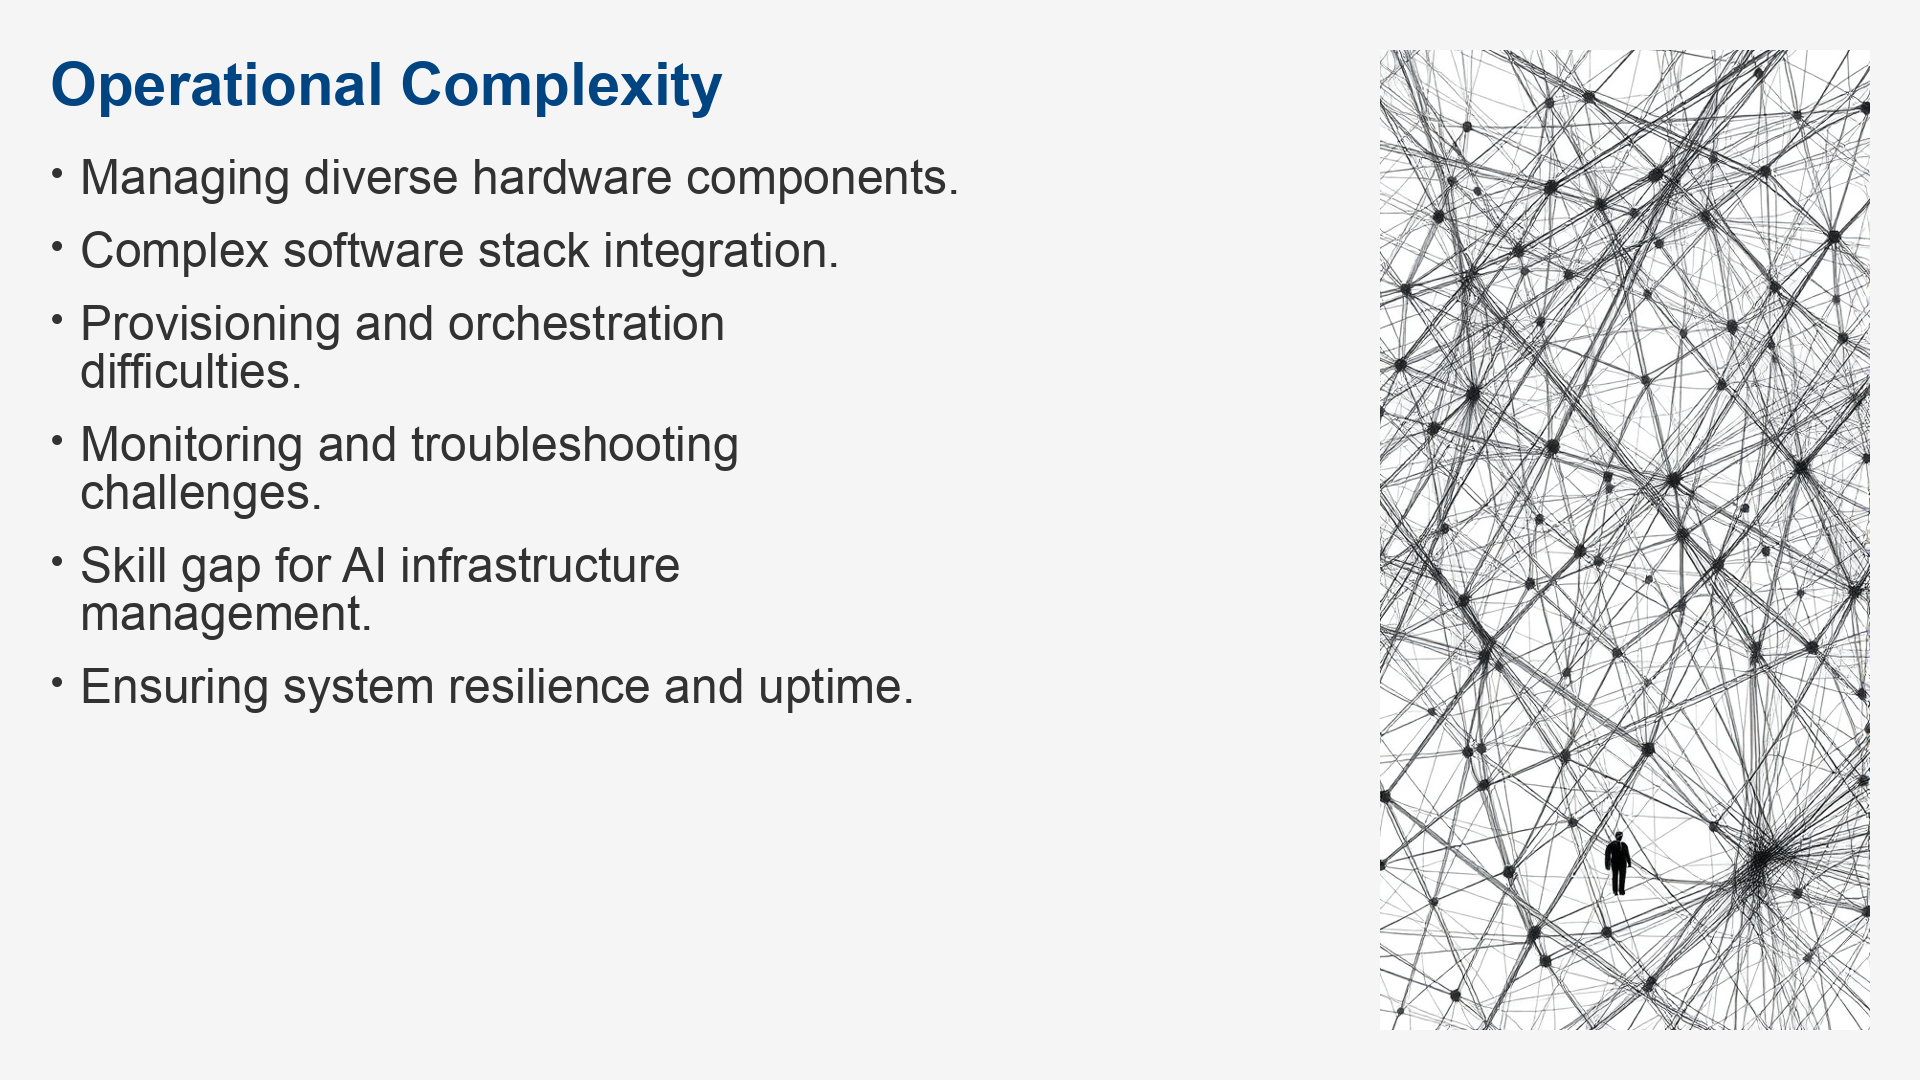 Operational Complexity
• Managing diverse hardware components.
• Complex software stack integration.
• Provisioning and orchestration
difficulties.
• Monitoring and troubleshooting
challenges.
• Skill gap for AI infrastructure
management.
• Ensuring system resilience and uptime.